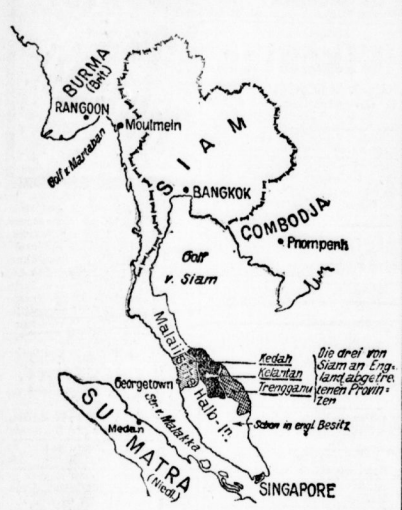 BURMA
(Brit.)
RANGOON
Moulmein
Golf v. Martaban
SIAM
BANGKOK
COMBODJA
Pnompenh
Golf
v. Siam
Malaiische Halb-In.
Kedah
Kelantan
Trengganu
Die drei von
Siam an Eng-
land abgetre-
tenen Provin-
zen
Georgetown
Str. v. Malakka
Schon in engl. Besitz
SUMATRA
(Niedl.)
Medan
SINGAPORE